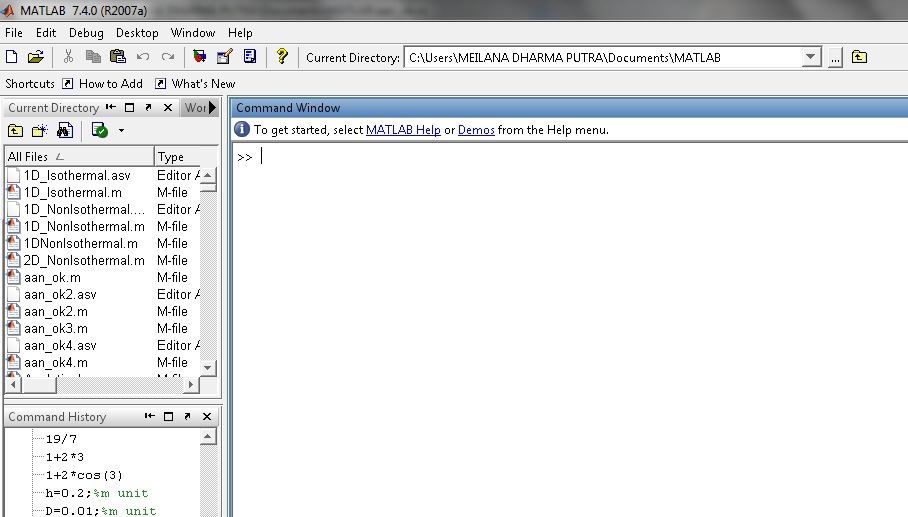 MATLAB 7.4.0 (R2007a)
File Edit Debug Desktop Window Help
Current Directory: C:\Users\MEILANA DHARMA PUTRA\Documents\MATLAB ...
Shortcuts How to Add What's New
Current Directory Wor
All Files Type
1D_Isothermal.asv Editor A
1D_Isothermal.m M-file
1D_NonIsothermal.... Editor A
1D_NonIsothermal.m M-file
1DNonIsothermal.m M-file
2D_NonIsothermal.m M-file
aan_ok.m M-file
aan_ok2.asv Editor A
aan_ok2.m M-file
aan_ok3.m M-file
aan_ok4.asv Editor A
aan_ok4.m M-file
Command History
19/7
1+2*3
1+2*cos(3)
h=0.2;%m unit
D=0.01;%m unit
Command Window
To get started, select MATLAB Help or Demos from the Help menu.
>>